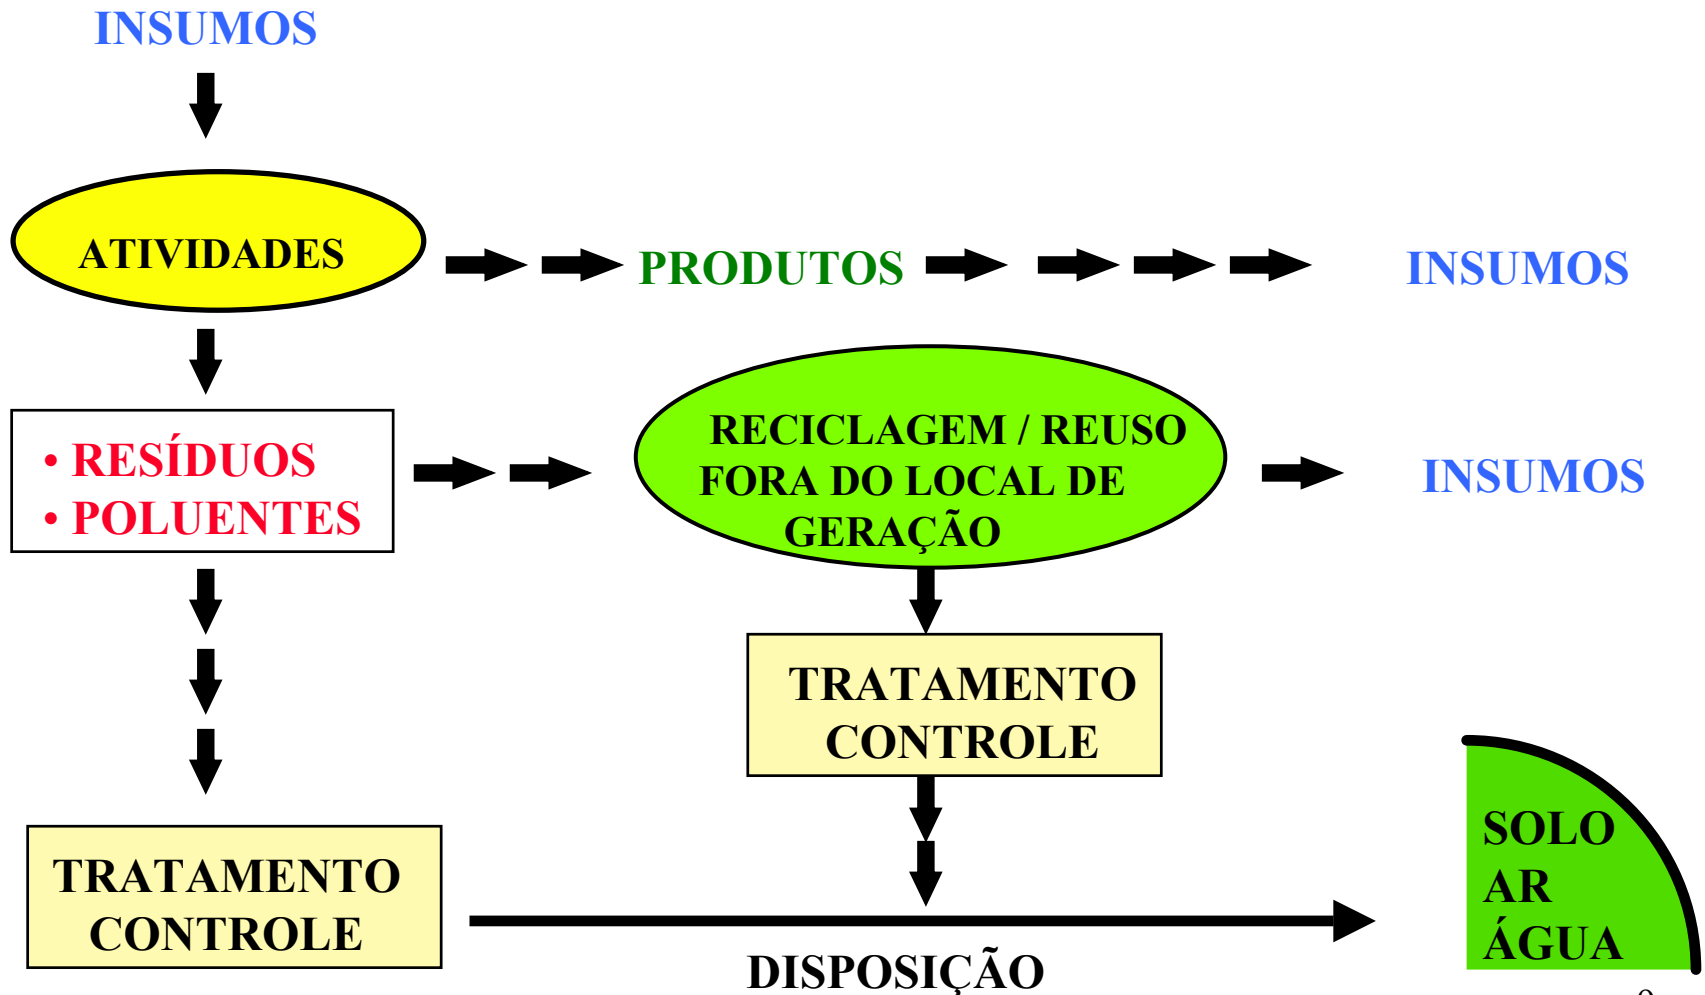 INSUMOS
ATIVIDADES
PRODUTOS
INSUMOS
• RESÍDUOS
• POLUENTES
RECICLAGEM / REUSO
FORA DO LOCAL DE
GERAÇÃO
INSUMOS
TRATAMENTO
CONTROLE
TRATAMENTO
CONTROLE
DISPOSIÇÃO
SOLO
AR
ÁGUA